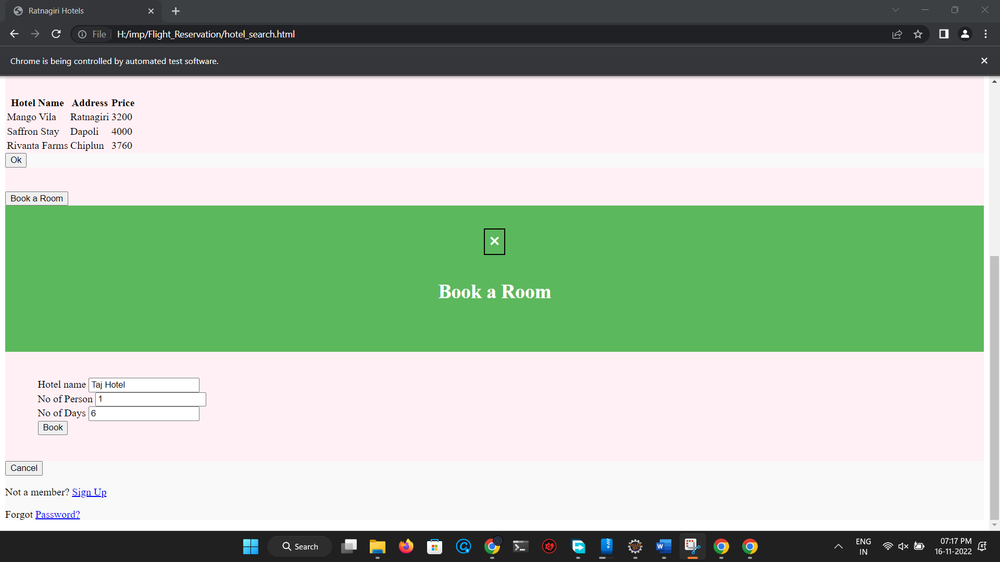 Ratnagiri Hotels
File H:/imp/Flight_Reservation/hotel_search.html
Chrome is being controlled by automated test software.
Hotel Name Address Price
Mango Vila Ratnagiri 3200
Saffron Stay Dapoli 4000
Rivanta Farms Chiplun 3760
Ok
Book a Room
Book a Room
Hotel name Taj Hotel
No of Person 1
No of Days 6
Book
Cancel
Not a member? Sign Up
Forgot Password?
Search
ENG
IN
07:17 PM
16-11-2022